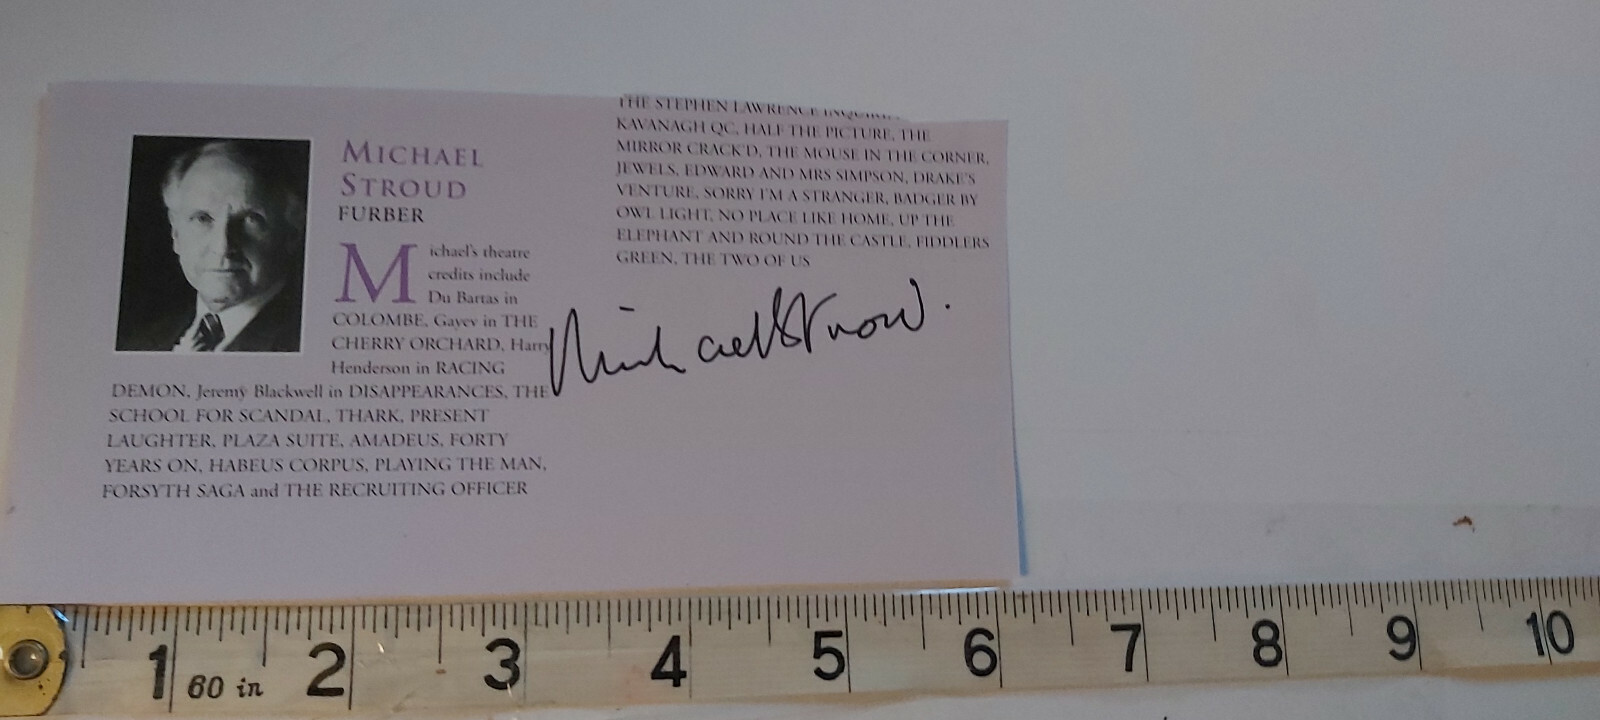 MICHAEL
STROUD
FURBER
Michael's theatre
credits include
Du Bartas in
COLOMBE, Gayev in THE
CHERRY ORCHARD, Harry
Henderson in RACING
DEMON, Jeremy Blackwell in DISAPPEARANCES, THE
SCHOOL FOR SCANDAL, THARK, PRESENT
LAUGHTER, PLAZA SUITE, AMADEUS, FORTY
YEARS ON, HABEUS CORPUS, PLAYING THE MAN,
FORSYTH SAGA and THE RECRUITING OFFICER
THE STEPHEN LAWRENCE
KAVANAGH QC, HALF THE PICTURE, THE
MIRROR CRACK'D, THE MOUSE IN THE CORNER,
JEWELS, EDWARD AND MRS SIMPSON, DRAKE'S
VENTURE, SORRY I'M A STRANGER, BADGER BY
OWL LIGHT, NO PLACE LIKE HOME, UP THE
ELEPHANT AND ROUND THE CASTLE, FIDDLERS
GREEN, THE TWO OF US
Michael Stroud.
1 2 3 4 5 6 7 8 9 10
60 in